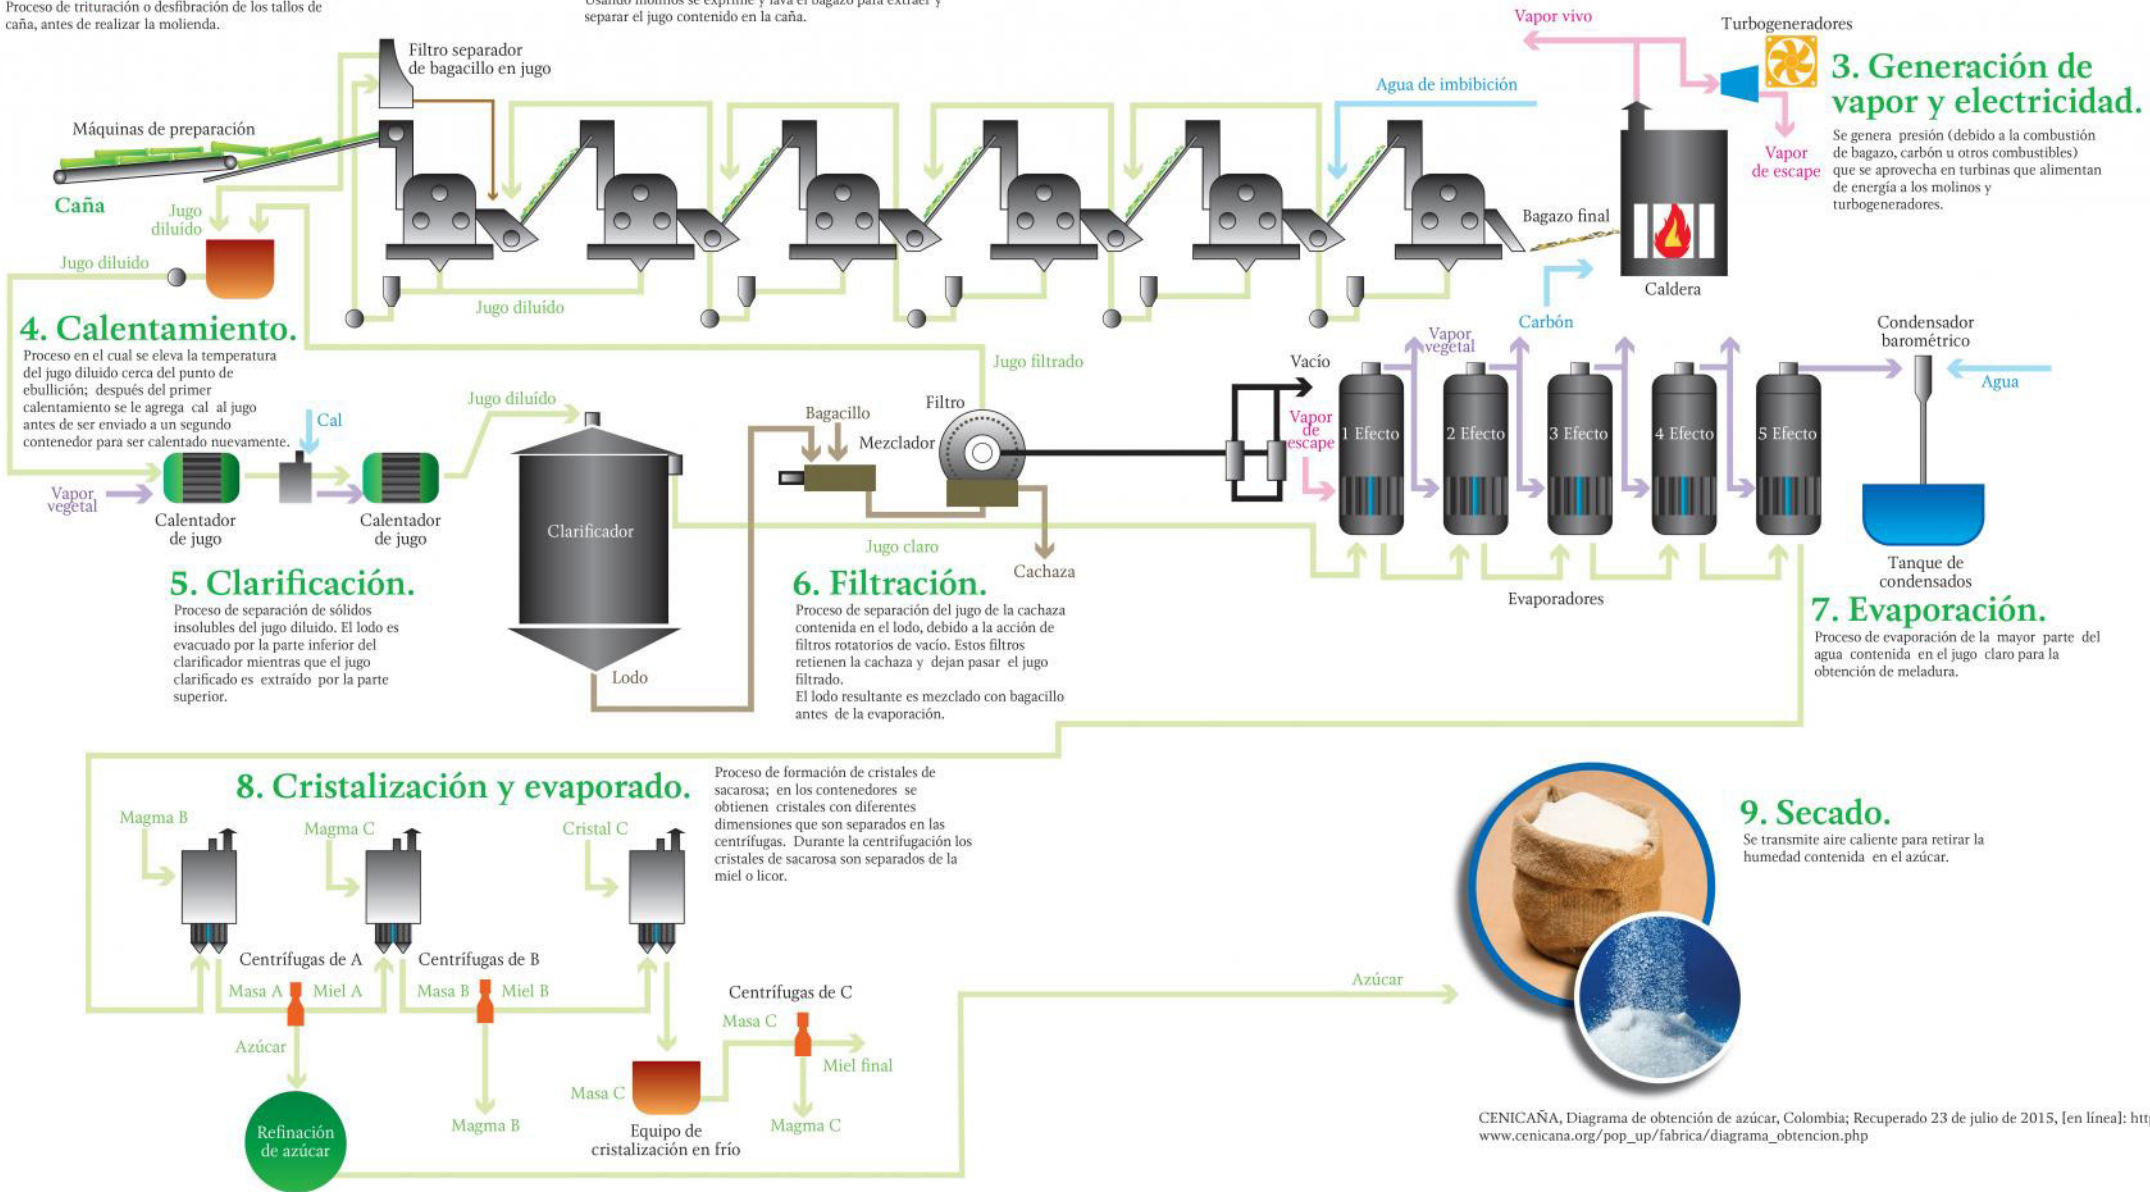 Proceso de trituración o desfibración de los tallos de
caña, antes de realizar la molienda.
Usando molinos se exprime y lava el bagazo para extraer y
separar el jugo contenido en la caña.
Filtro separador
de bagacillo en jugo
Máquinas de preparación
Caña
Jugo
diluído
Jugo diluido
Jugo diluído
Agua de imbibición
Bagazo final
Vapor vivo
Turbogeneradores
Vapor
de escape
Caldera
Carbón
3. Generación de
vapor y electricidad.
Se genera presión (debido a la combustión
de bagazo, carbón u otros combustibles)
que se aprovecha en turbinas que alimentan
de energía a los molinos y
turbogeneradores.
4. Calentamiento.
Proceso en el cual se eleva la temperatura
del jugo diluido cerca del punto de
ebullición; después del primer
calentamiento se le agrega cal al jugo
antes de ser enviado a un segundo
contenedor para ser calentado nuevamente.
Cal
Vapor
vegetal
Calentador
de jugo
Calentador
de jugo
Jugo diluído
Clarificador
Lodo
5. Clarificación.
Proceso de separación de sólidos
insolubles del jugo diluido. El lodo es
evacuado por la parte inferior del
clarificador mientras que el jugo
clarificado es extraído por la parte
superior.
Jugo filtrado
Bagacillo
Filtro
Mezclador
Jugo claro
Cachaza
6. Filtración.
Proceso de separación del jugo de la cachaza
contenida en el lodo, debido a la acción de
filtros rotatorios de vacío. Estos filtros
retienen la cachaza y dejan pasar el jugo
filtrado.
El lodo resultante es mezclado con bagacillo
antes de la evaporación.
Vacío
Vapor
de
escape
Vapor
vegetal
1 Efecto
2 Efecto
3 Efecto
4 Efecto
5 Efecto
Evaporadores
Condensador
barométrico
Agua
Tanque de
condensados
7. Evaporación.
Proceso de evaporación de la mayor parte del
agua contenida en el jugo claro para la
obtención de meladura.
8. Cristalización y evaporado.
Proceso de formación de cristales de
sacarosa; en los contenedores se
obtienen cristales con diferentes
dimensiones que son separados en las
centrífugas. Durante la centrifugación los
cristales de sacarosa son separados de la
miel o licor.
Magma B
Magma C
Cristal C
Centrífugas de A
Masa A
Miel A
Centrífugas de B
Masa B
Miel B
Azúcar
Magma B
Refinación
de azúcar
Masa C
Equipo de
cristalización en frío
Centrífugas de C
Masa C
Miel final
Magma C
Azúcar
9. Secado.
Se transmite aire caliente para retirar la
humedad contenida en el azúcar.
CENICAÑA, Diagrama de obtención de azúcar, Colombia; Recuperado 23 de julio de 2015, [en línea]: htt
www.cenicana.org/pop_up/fabrica/diagrama_obtencion.php